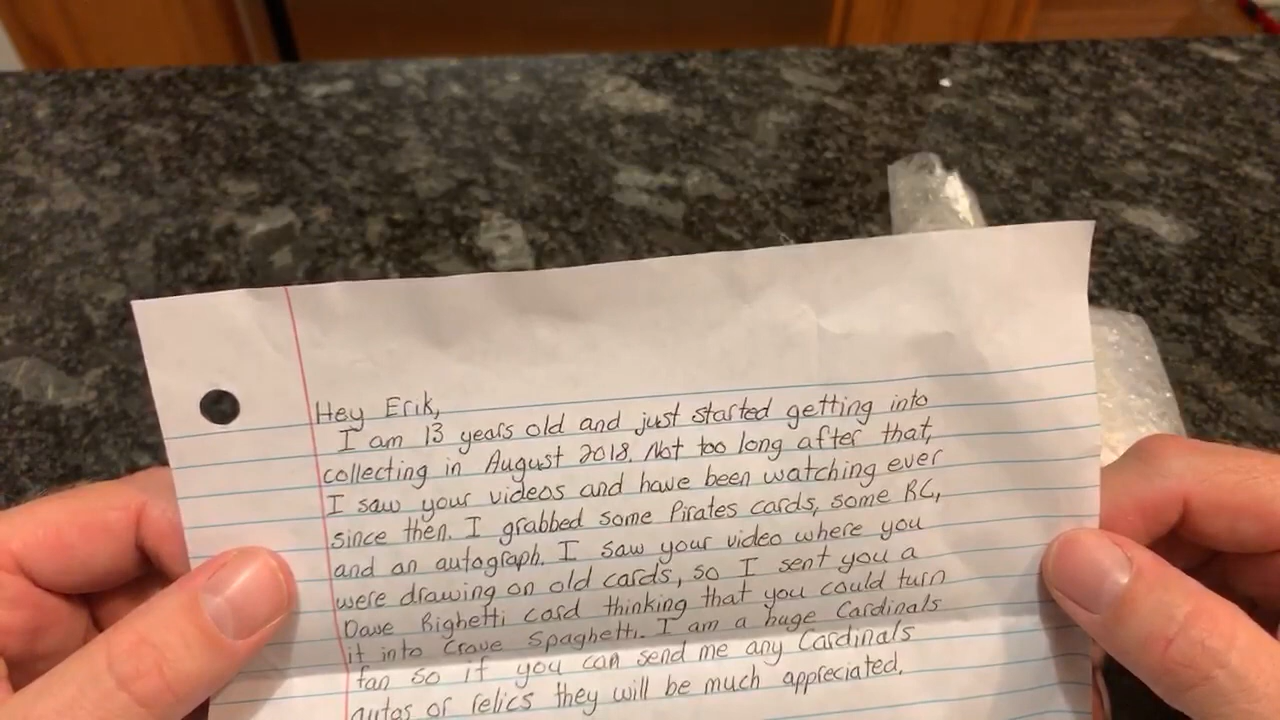 Hey Erik,
I am 13 years old and just started getting into
collecting in August 2018. Not too long after that,
I saw your videos and have been watching ever
since then. I grabbed some Pirates cards, some RC,
and an autograph. I saw your video where you
were drawing on old cards, so I sent you a
Dave Righetti card thinking that you could turn
it into Crave Spaghetti. I am a huge Cardinals
fan so if you can send me any Cardinals
autos or relics they will be much appreciated.